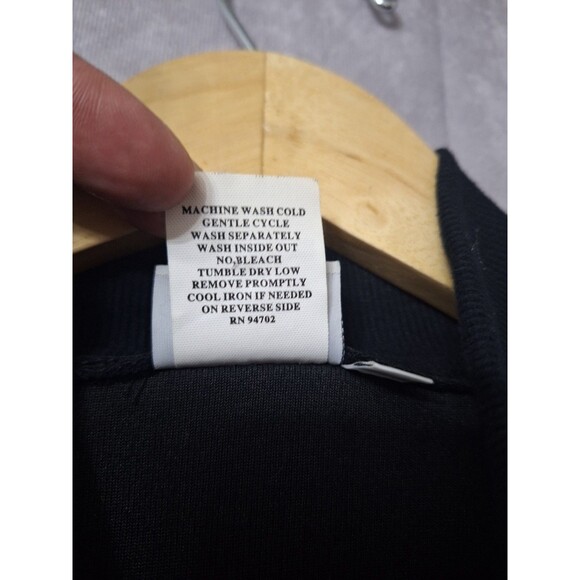 MACHINE WASH COLD
GENTLE CYCLE
WASH SEPARATELY
WASH INSIDE OUT
NO,BLEACH
TUMBLE DRY LOW
REMOVE PROMPTLY
COOL IRON IF NEEDED
ON REVERSE SIDE
RN 94702